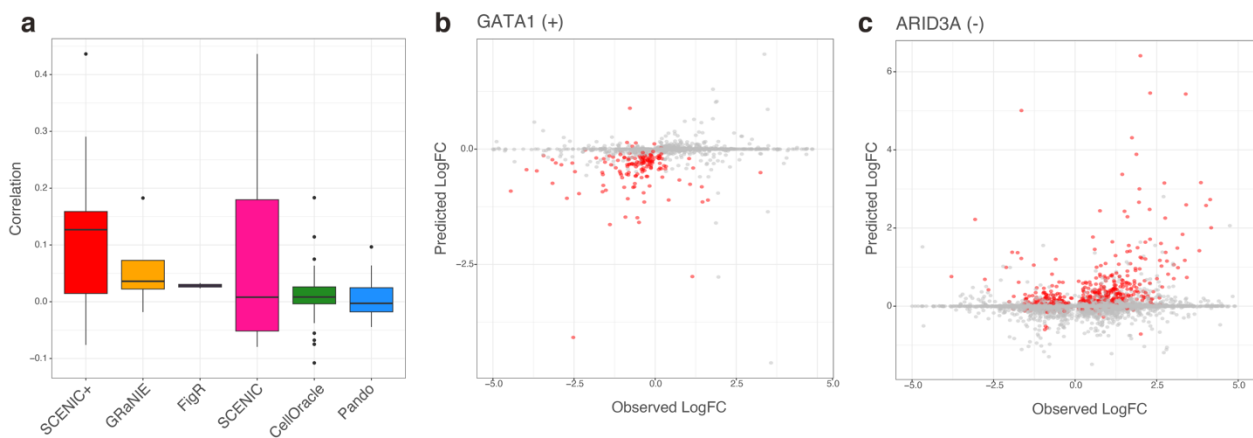 a
0.4
0.3
0.2
0.1
0.0
−0.1
Correlation
SCENIC+
GRaNIE
FigR
SCENIC
CellOracle
Pando
b
GATA1 (+)
0.0
−2.5
Predicted LogFC
−5.0
−2.5
0.0
2.5
5.0
Observed LogFC
c
ARID3A (-)
6
4
2
0
Predicted LogFC
−5.0
−2.5
0.0
2.5
5.0
Observed LogFC